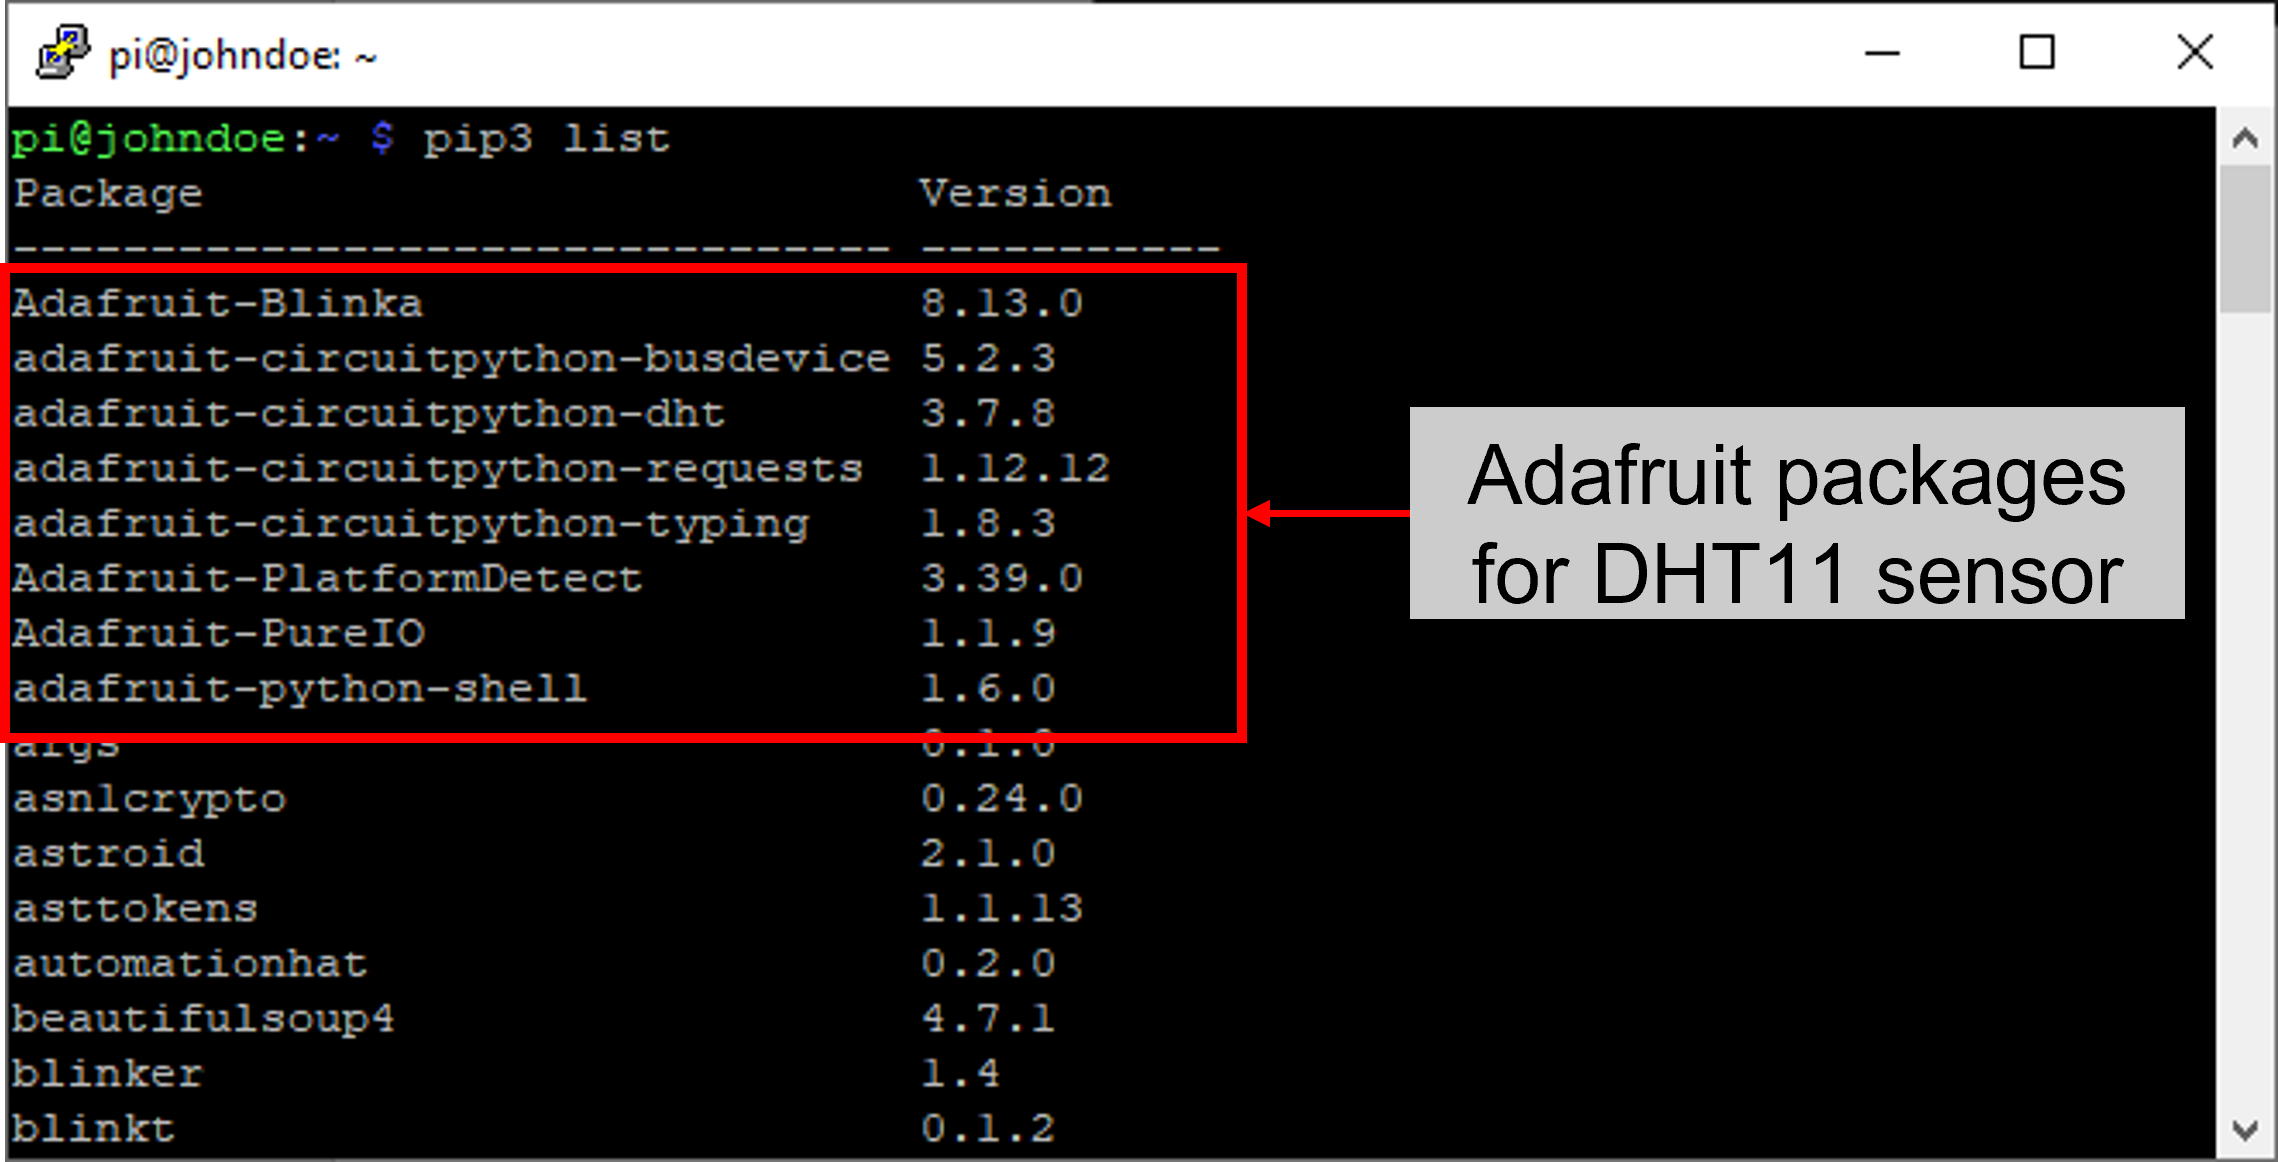 pi@johndoe: ~
pi@johndoe:~ $ pip3 list
Package Version
-------------------------------- -----------
Adafruit-Blinka 8.13.0
adafruit-circuitpython-busdevice 5.2.3
adafruit-circuitpython-dht 3.7.8
adafruit-circuitpython-requests 1.12.12
adafruit-circuitpython-typing 1.8.3
Adafruit-PlatformDetect 3.39.0
Adafruit-PureIO 1.1.9
adafruit-python-shell 1.6.0
args 0.1.0
asn1crypto 0.24.0
astroid 2.1.0
asttokens 1.1.13
automationhat 0.2.0
beautifulsoup4 4.7.1
blinker 1.4
blinkt 0.1.2
Adafruit packages
for DHT11 sensor